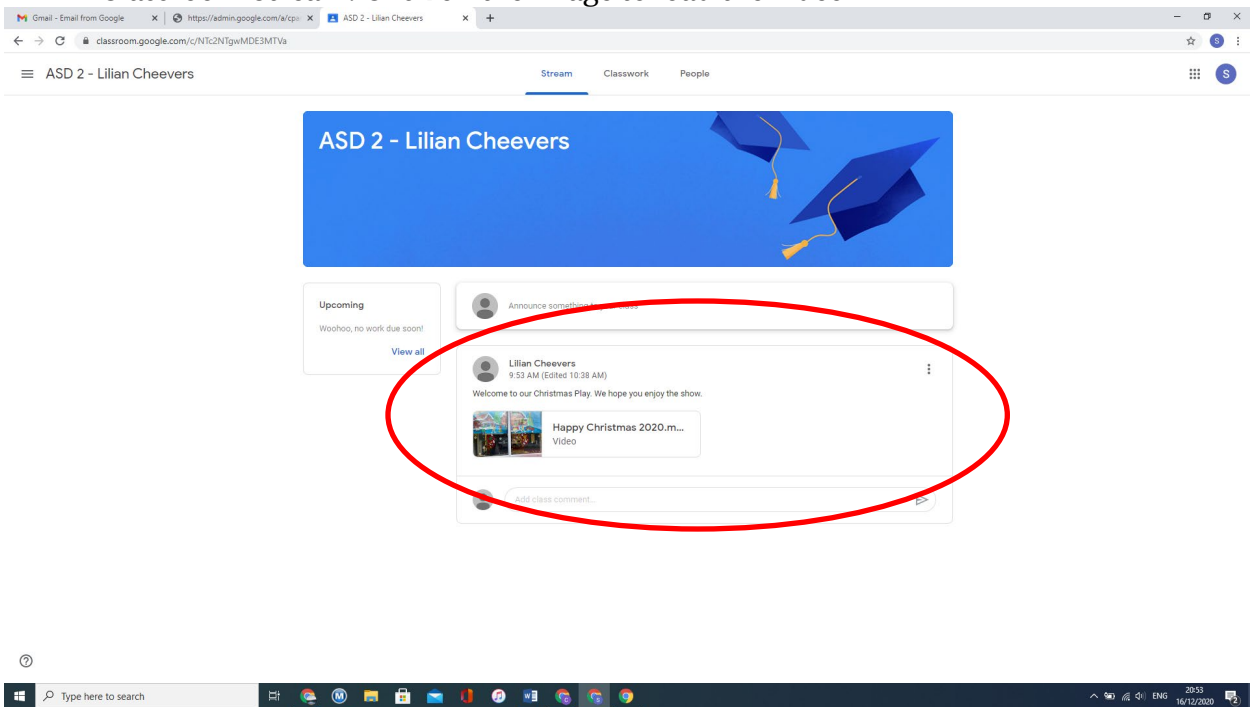 Gmail - Email from Google
https://admin.google.com/a/cpa
ASD 2 - Lilian Cheevers
classroom.google.com/c/NTc2NTgwMDE3MTVa
S
ASD 2 - Lilian Cheevers
Stream
Classwork
People
S
ASD 2 - Lilian Cheevers
Upcoming
Woohoo, no work due soon!
View all
Announce something
Lilian Cheevers
9:53 AM (Edited 10:38 AM)
Welcome to our Christmas Play. We hope you enjoy the show.
Happy Christmas 2020.m...
Video
Add class comment...
Type here to search
ENG
20:53
16/12/2020
2